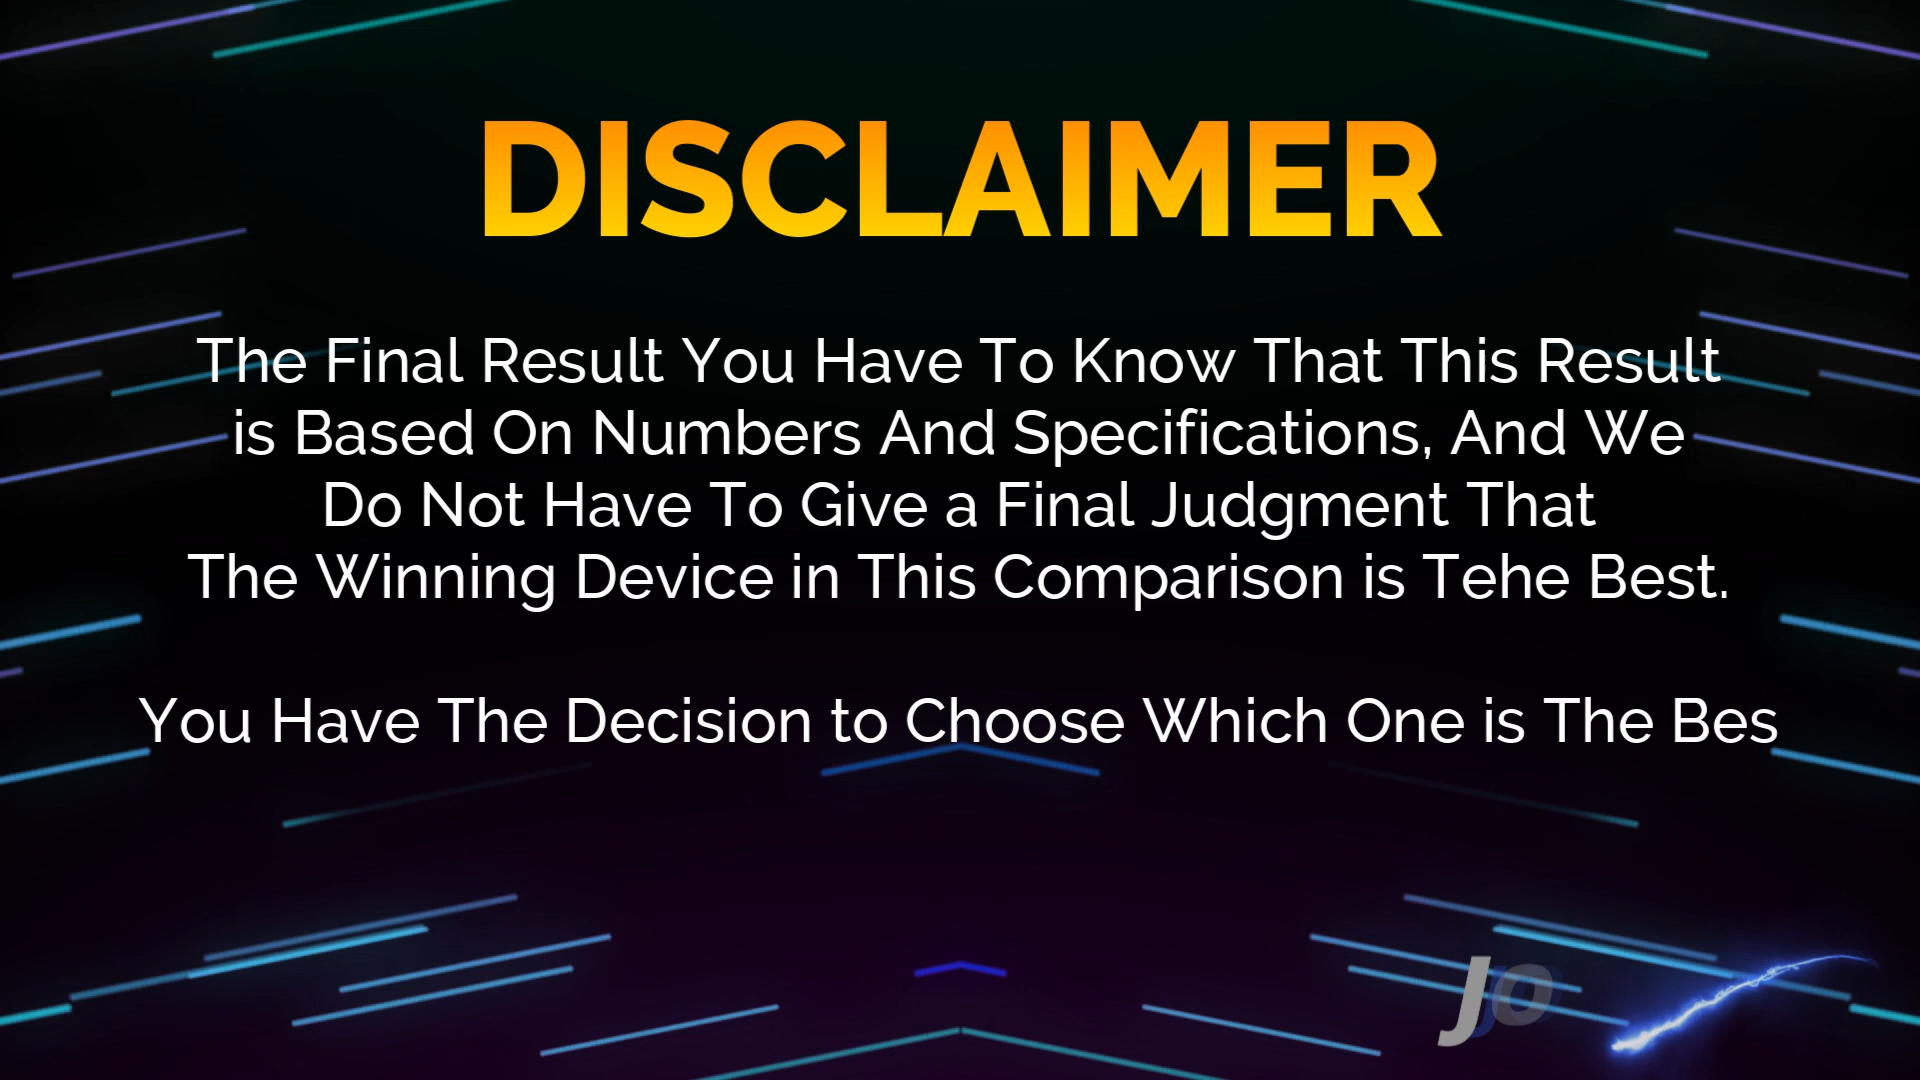 DISCLAIMER
The Final Result You Have To Know That This Result
is Based On Numbers And Specifications, And We
Do Not Have To Give a Final Judgment That
The Winning Device in This Comparison is Tehe Best.
You Have The Decision to Choose Which One is The Bes
JO